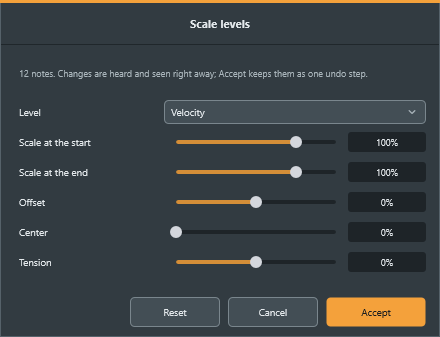 Scale levels
12 notes. Changes are heard and seen right away; Accept keeps them as one undo step.
Level Velocity
Scale at the start 100%
Scale at the end 100%
Offset 0%
Center 0%
Tension 0%
Reset Cancel Accept